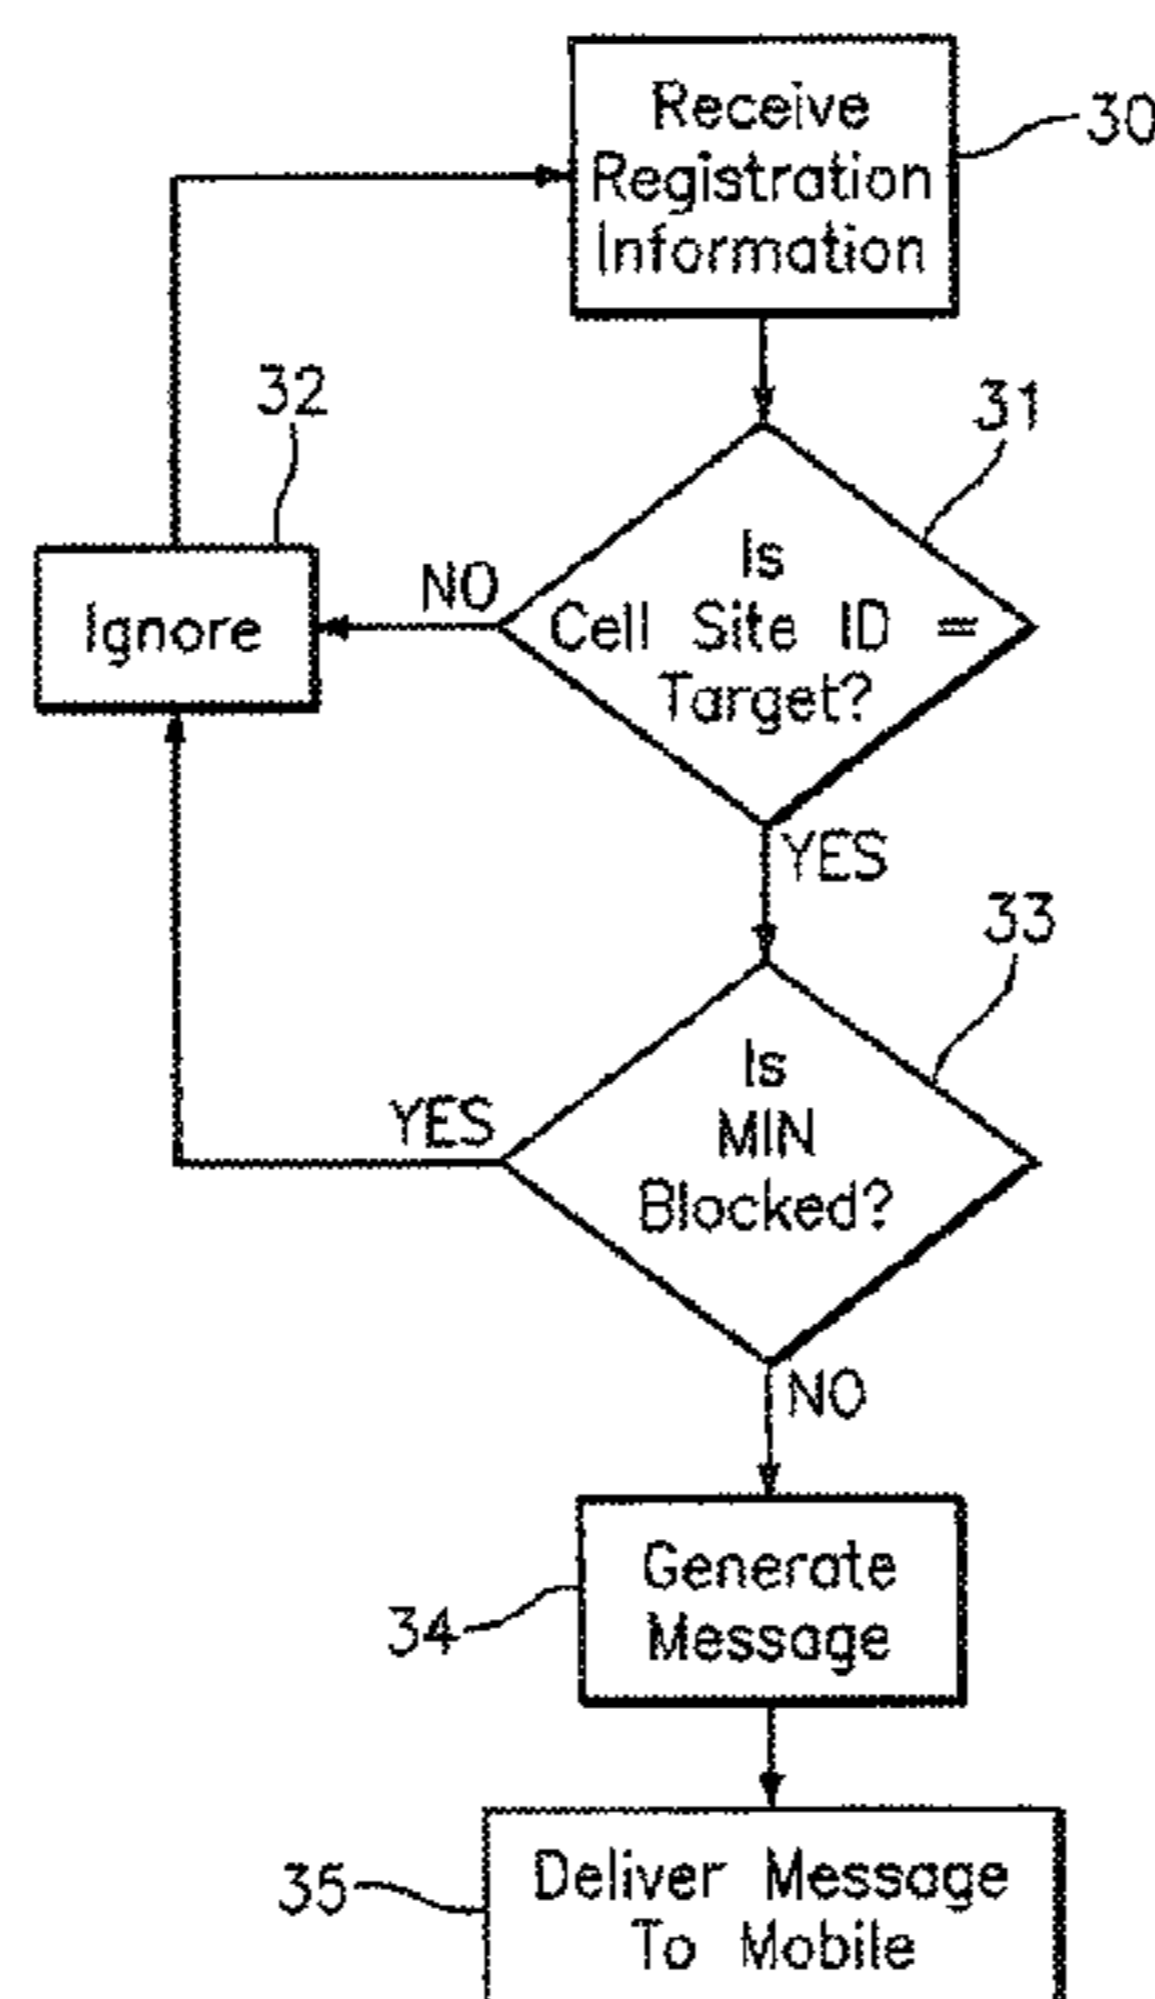 Receive
Registration
Information
30
32
31
Ignore
NO
Is
Cell Site ID =
Target?
YES
33
YES
Is
MIN
Blocked?
NO
34
Generate
Message
35
Deliver Message
To Mobile